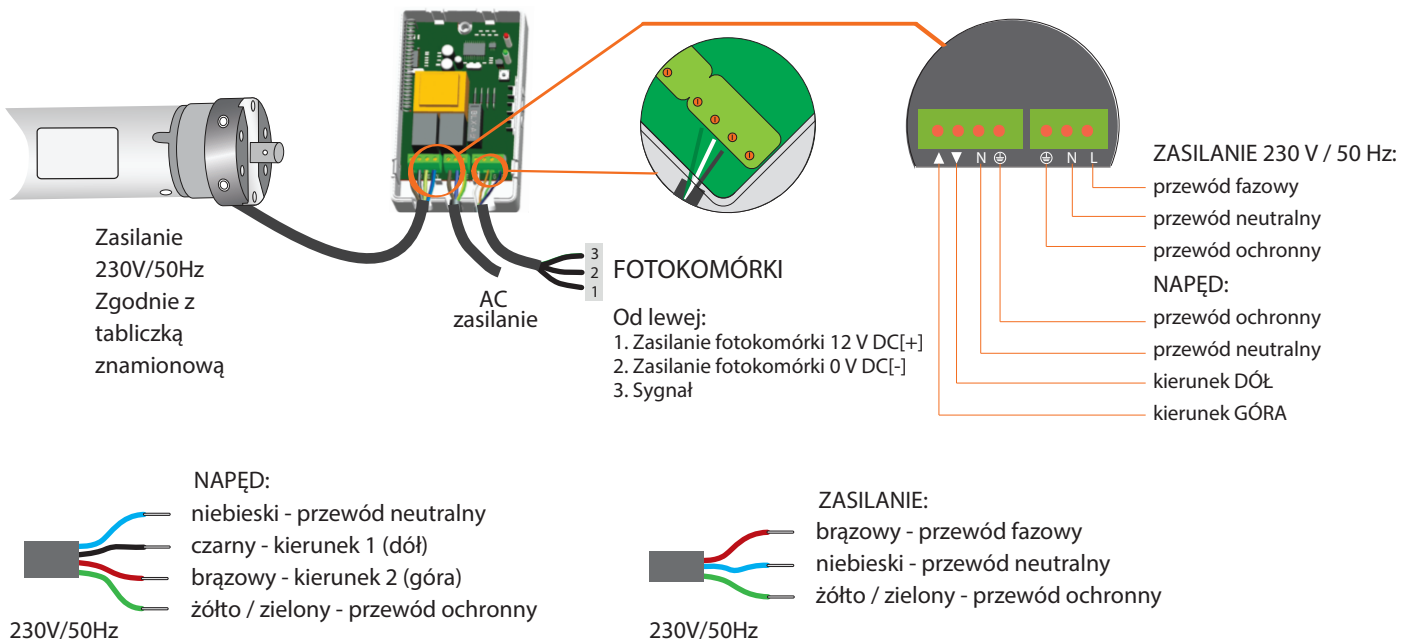 Zasilanie
230V/50Hz
Zgodnie z
tabliczką
znamionową
AC
zasilanie
3
2
1
FOTOKOMÓRKI
Od lewej:
1. Zasilanie fotokomórki 12 V DC[+]
2. Zasilanie fotokomórki 0 V DC[-]
3. Sygnał
▲ ▼ N ⏚ ⏚ N L
ZASILANIE 230 V / 50 Hz:
przewód fazowy
przewód neutralny
przewód ochronny
NAPĘD:
przewód ochronny
przewód neutralny
kierunek DÓŁ
kierunek GÓRA
NAPĘD:
niebieski - przewód neutralny
czarny - kierunek 1 (dół)
brązowy - kierunek 2 (góra)
żółto / zielony - przewód ochronny
230V/50Hz
ZASILANIE:
brązowy - przewód fazowy
niebieski - przewód neutralny
żółto / zielony - przewód ochronny
230V/50Hz